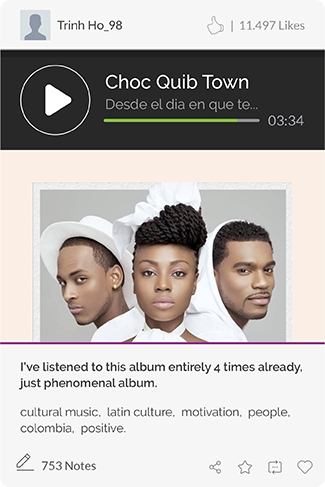 Trinh Ho_98 | 11.497 Likes
Choc Quib Town
Desde el dia en que te...
03:34
I've listened to this album entirely 4 times already,
just phenomenal album.
cultural music, latin culture, motivation, people,
colombia, positive.
753 Notes